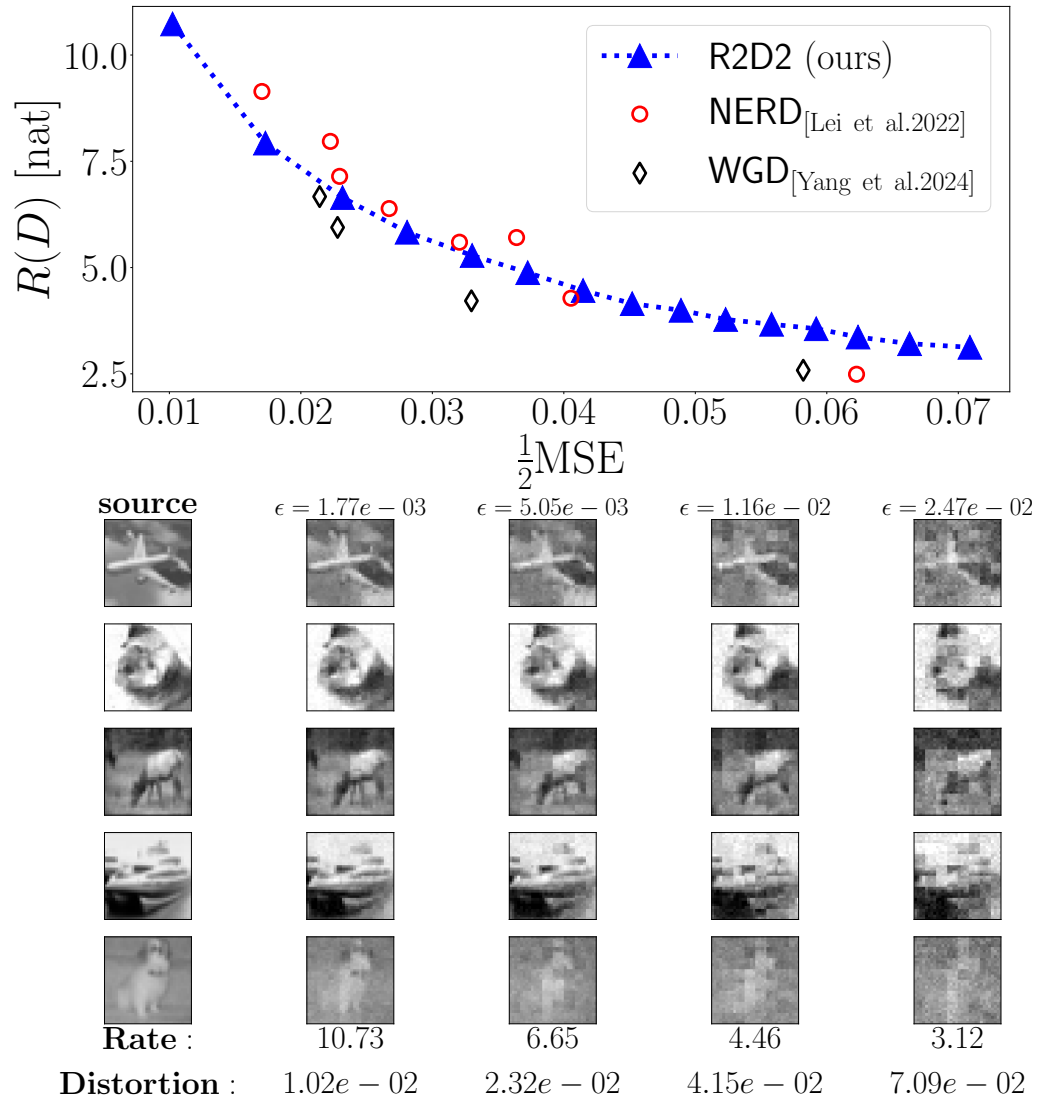 R(D) [nat]
10.0
7.5
5.0
2.5
R2D2 (ours)
NERD[Lei et al.2022]
WGD[Yang et al.2024]
0.01 0.02 0.03 0.04 0.05 0.06 0.07
½MSE
source ϵ = 1.77e − 03 ϵ = 5.05e − 03 ϵ = 1.16e − 02 ϵ = 2.47e − 02
Rate : 10.73 6.65 4.46 3.12
Distortion : 1.02e − 02 2.32e − 02 4.15e − 02 7.09e − 02